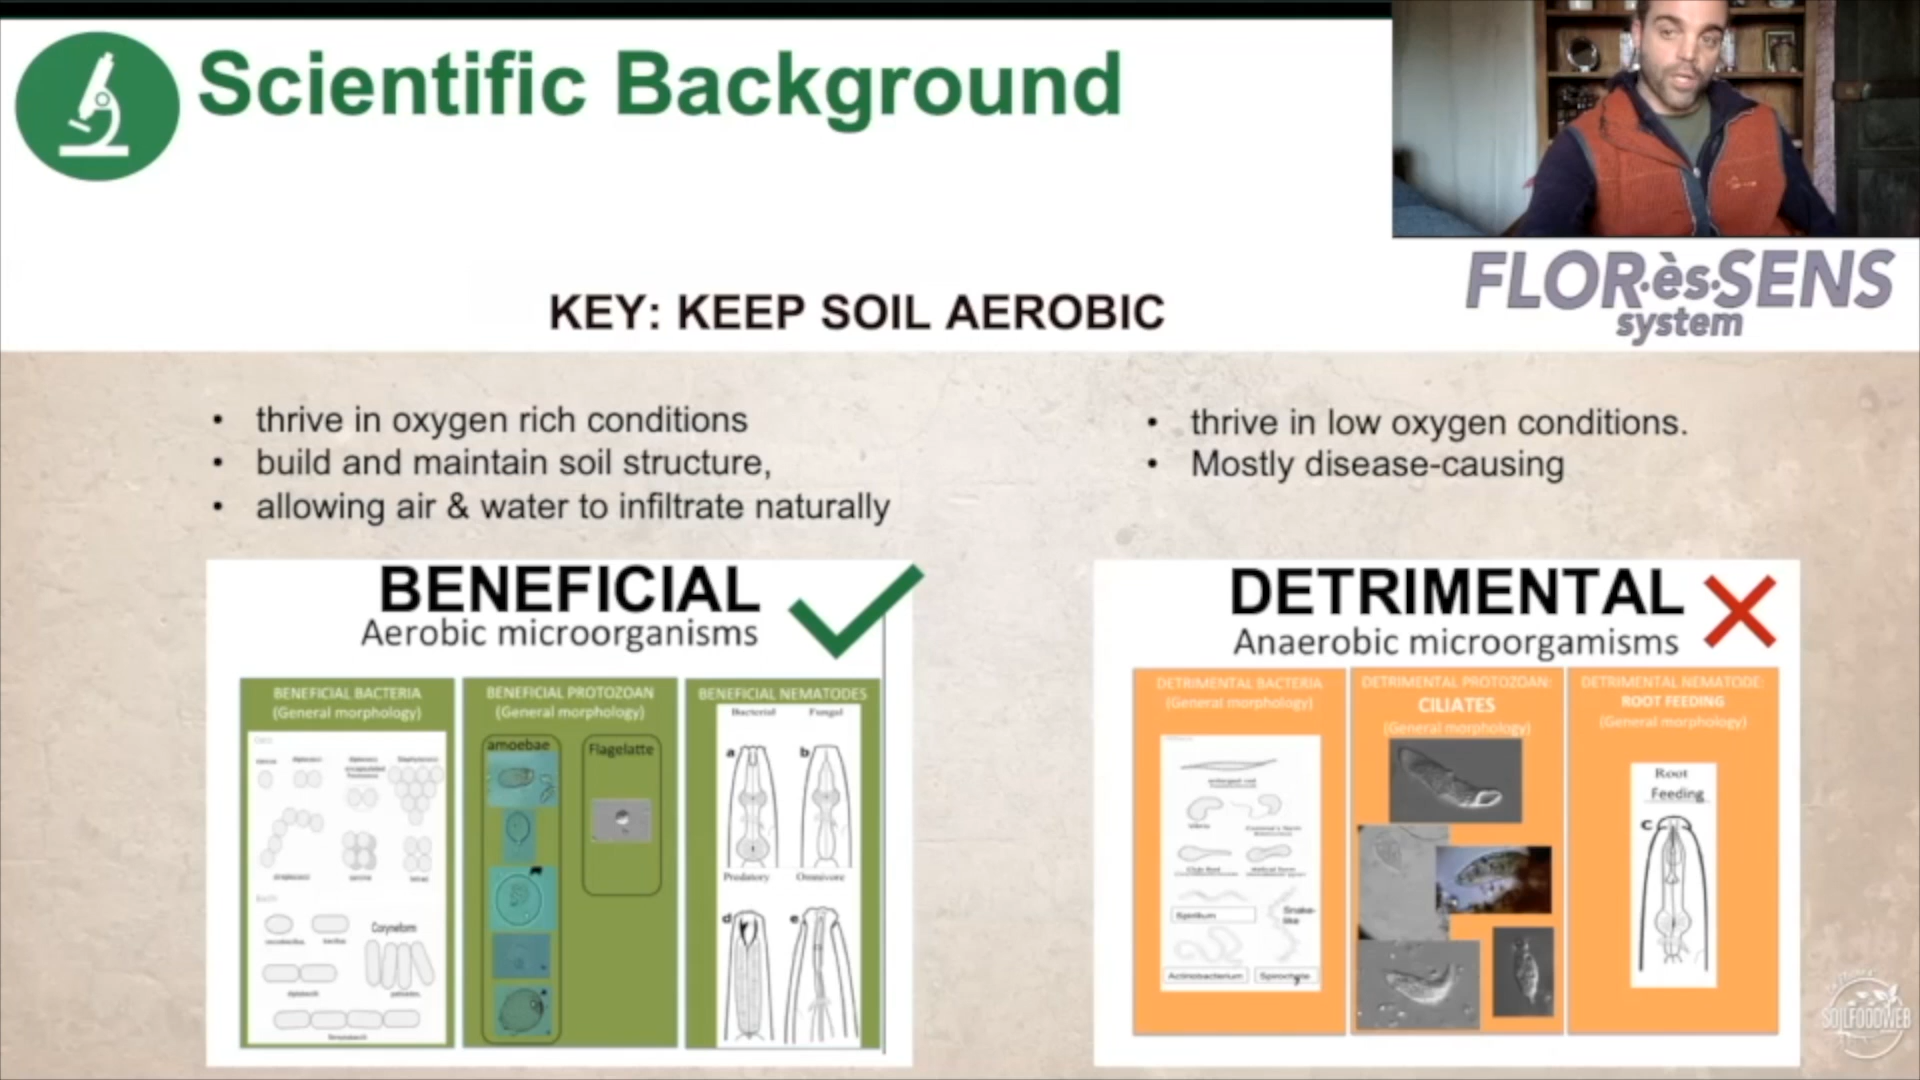 Scientific Background
FLOR·ès·SENS
system
KEY: KEEP SOIL AEROBIC
• thrive in oxygen rich conditions
• build and maintain soil structure,
• allowing air & water to infiltrate naturally
• thrive in low oxygen conditions.
• Mostly disease-causing
BENEFICIAL
Aerobic microorganisms
BENEFICIAL BACTERIA
(General morphology)
Coryneform
BENEFICIAL PROTOZOAN
(General morphology)
amoebae
Flagelatte
BENEFICIAL NEMATODES
Bacterial Fungal
a b
Predatory Omnivore
d e
DETRIMENTAL
Anaerobic microorgamisms
DETRIMENTAL BACTERIA
(General morphology)
Spirillum
Snake-
like
Actinobacterium
Spirochete
DETRIMENTAL PROTOZOAN:
CILIATES
(General morphology)
DETRIMENTAL NEMATODE:
ROOT FEEDING
(General morphology)
Root
Feeding
c
SOILFOODWEB